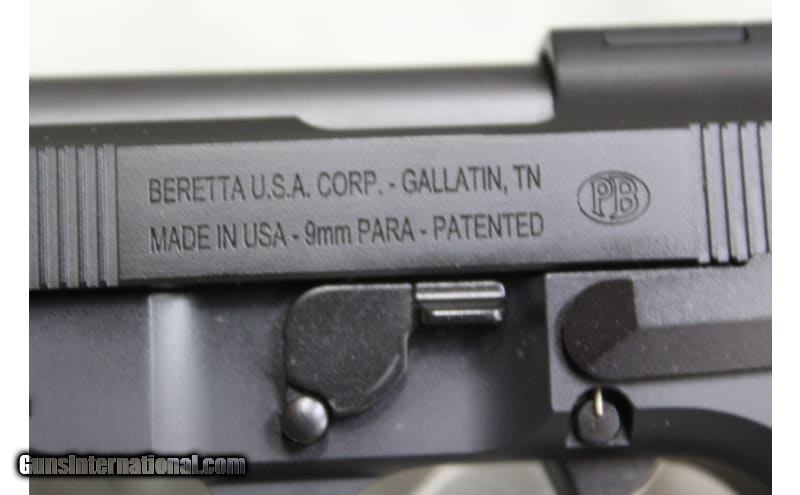 BERETTA U.S.A. CORP. - GALLATIN, TN
MADE IN USA - 9mm PARA - PATENTED
PB
GunsInternational.com